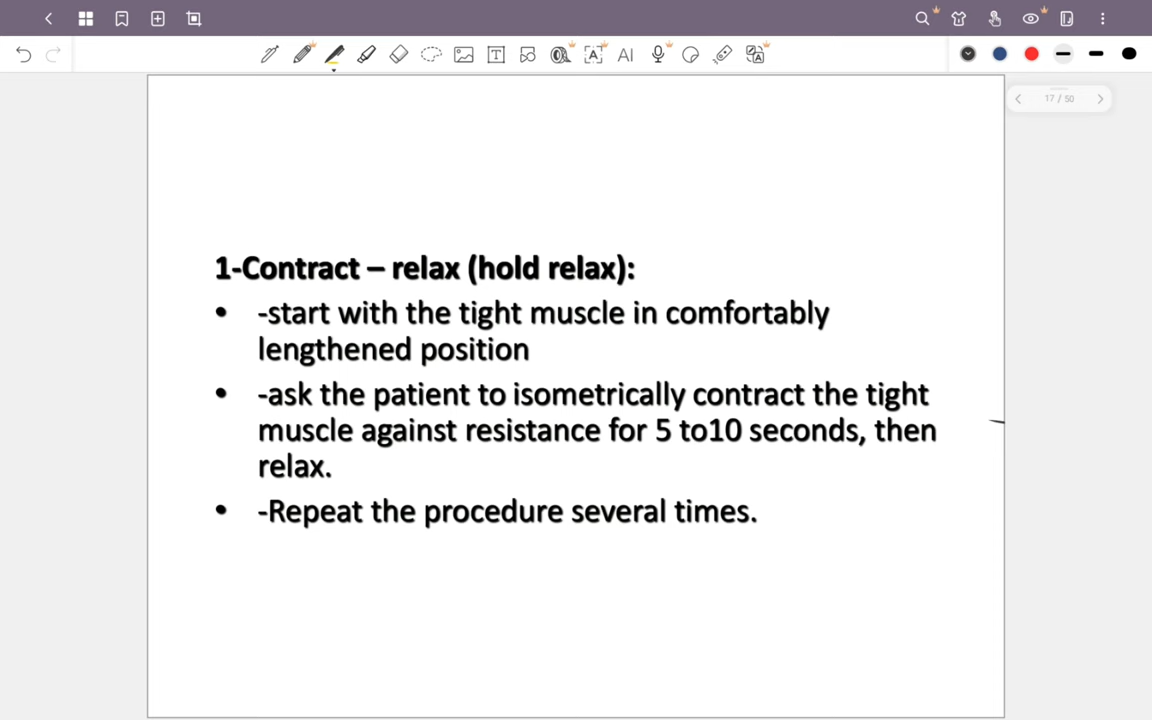 AI
T
A
A
17 / 50
1-Contract – relax (hold relax):
• -start with the tight muscle in comfortably
lengthened position
• -ask the patient to isometrically contract the tight
muscle against resistance for 5 to10 seconds, then
relax.
• -Repeat the procedure several times.